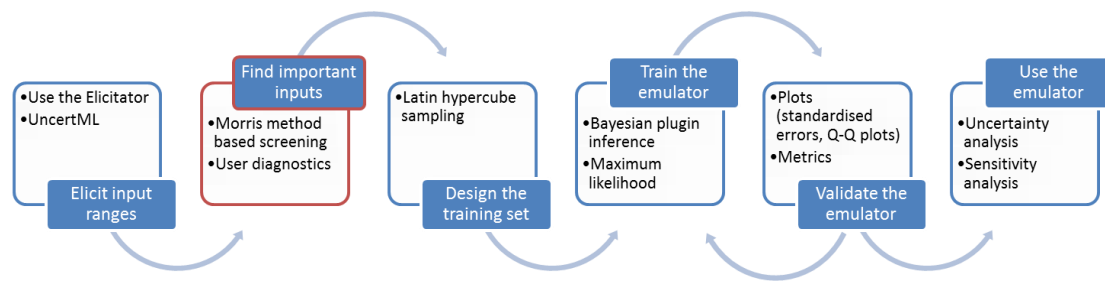 •Use the Elicitator
•UncertML
Elicit input
ranges
Find important
inputs
•Morris method
based screening
•User diagnostics
•Latin hypercube
sampling
Design the
training set
Train the
emulator
•Bayesian plugin
inference
•Maximum
likelihood
•Plots
(standardised
errors, Q-Q plots)
•Metrics
Validate the
emulator
Use the
emulator
•Uncertainty
analysis
•Sensitivity
analysis